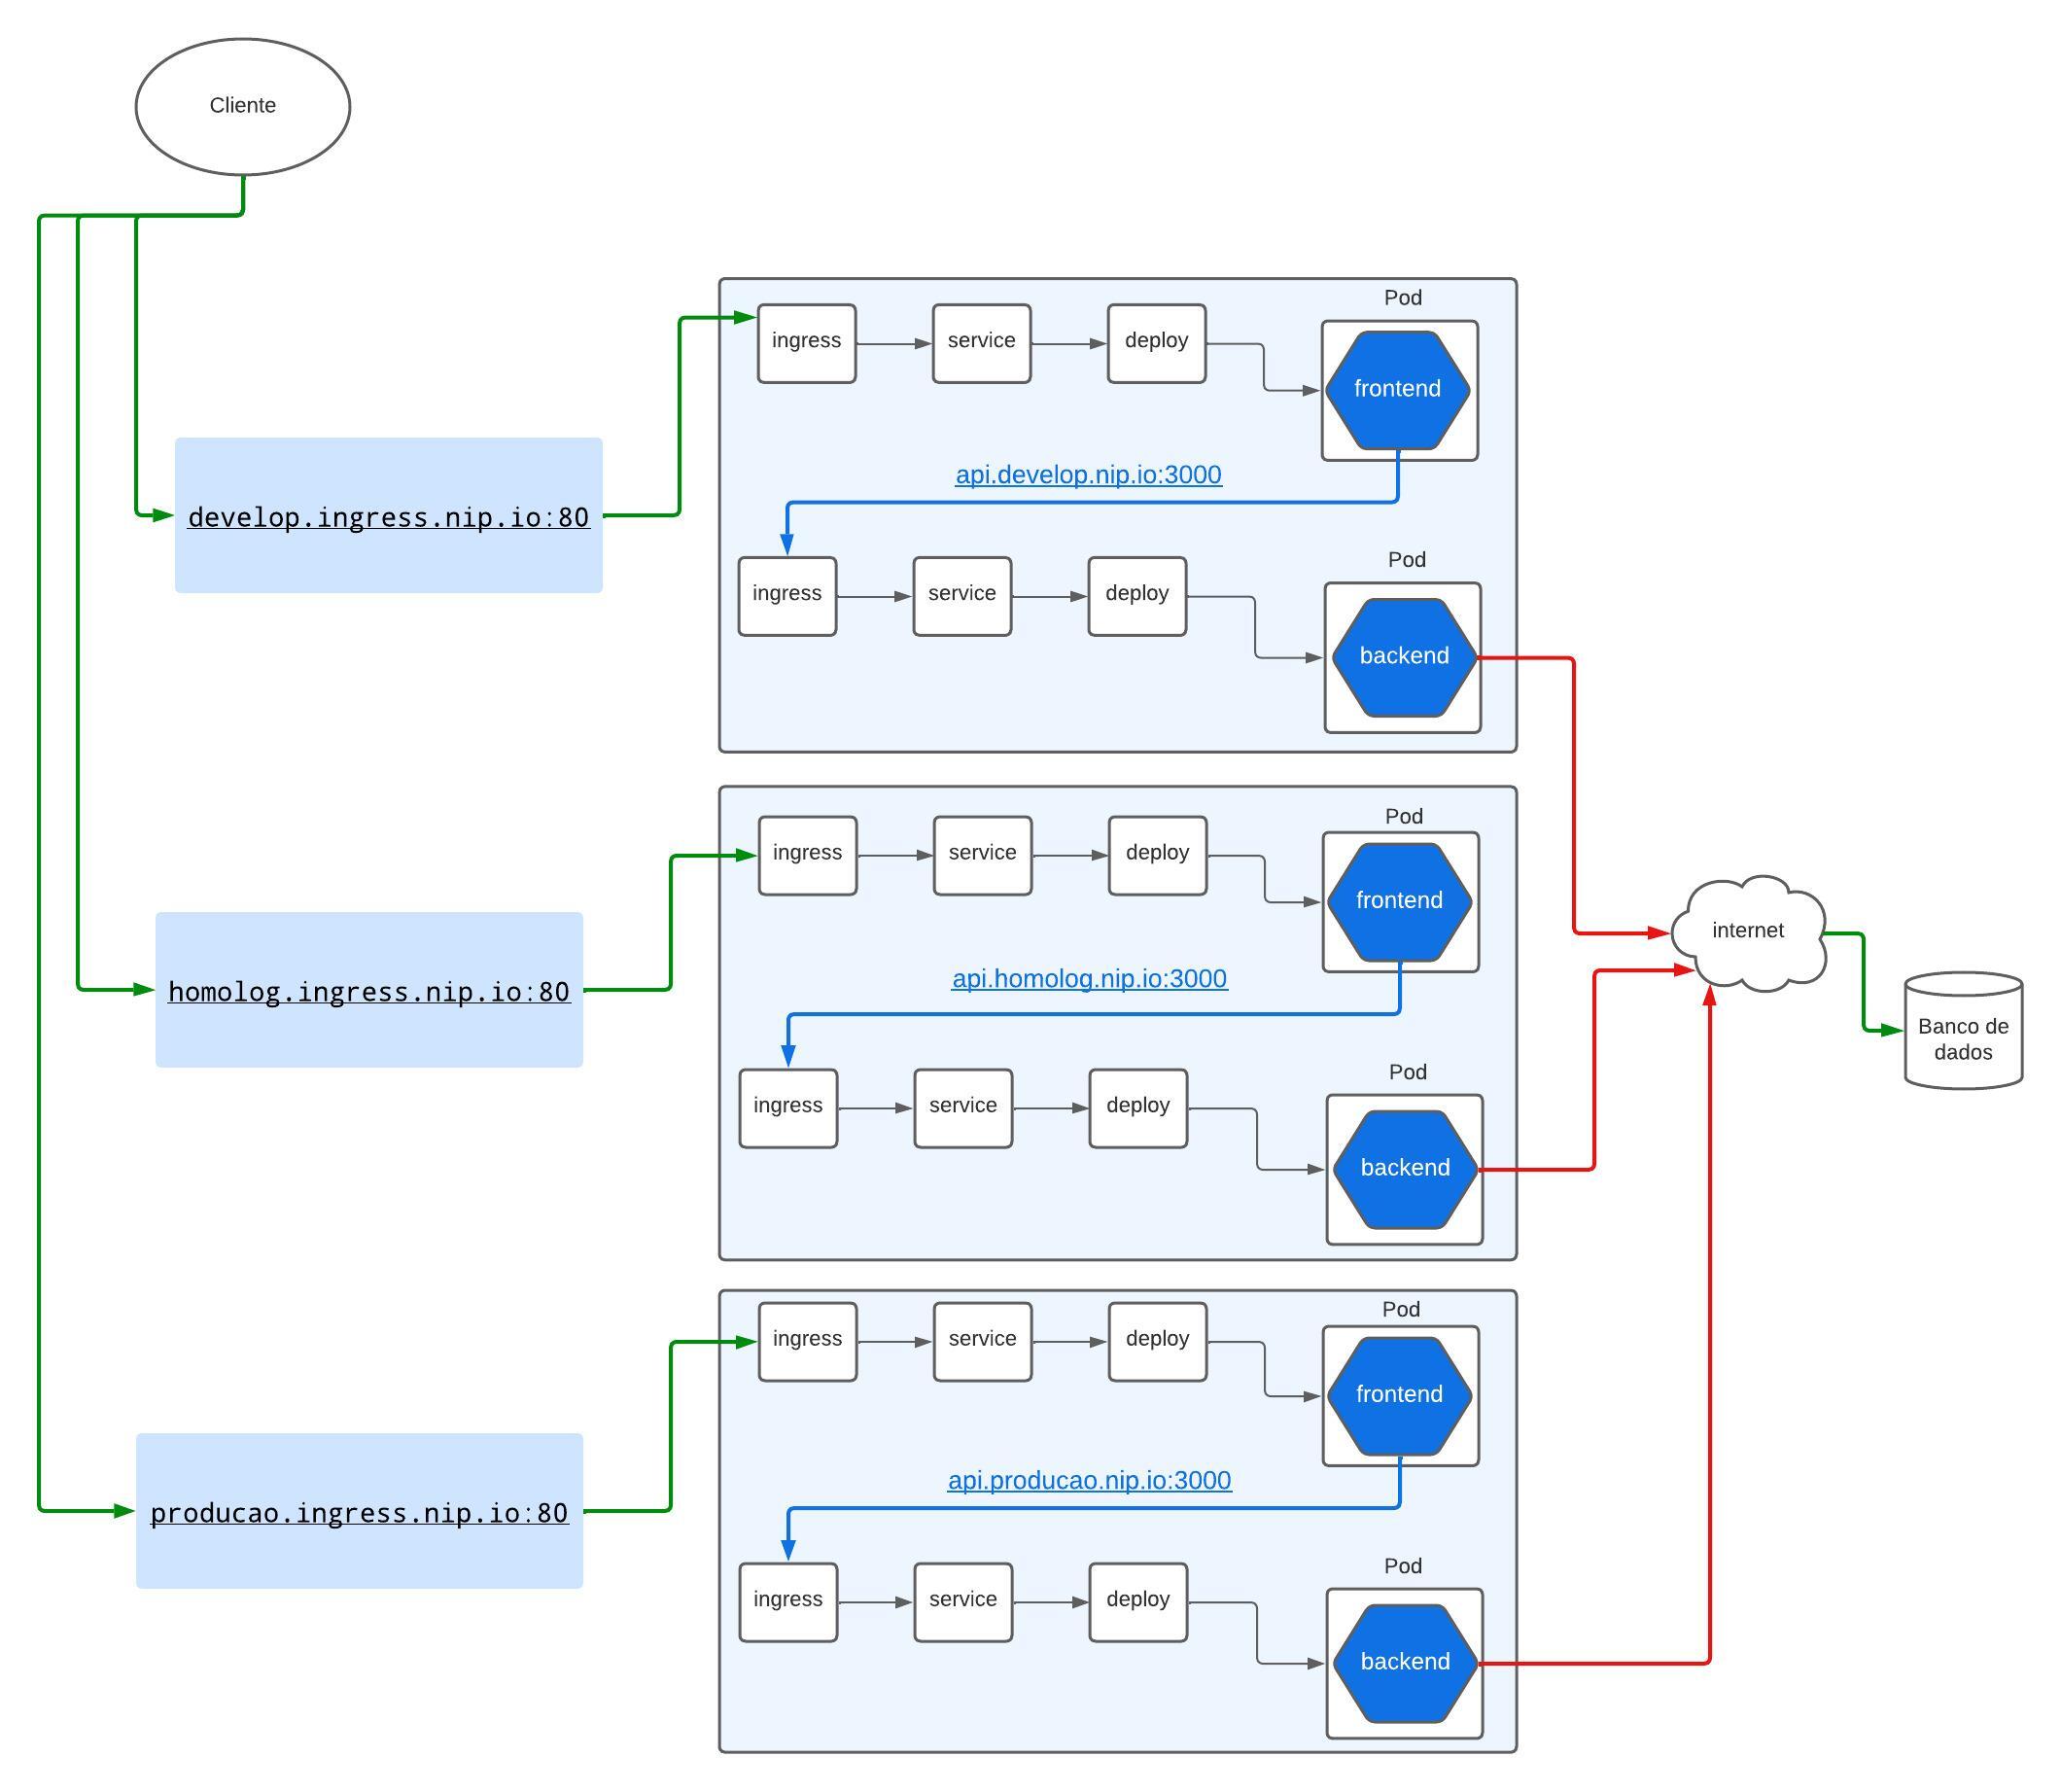 Cliente
develop.ingress.nip.io:80
homolog.ingress.nip.io:80
producao.ingress.nip.io:80
Pod
ingress
service
deploy
frontend
api.develop.nip.io:3000
Pod
ingress
service
deploy
backend
Pod
ingress
service
deploy
frontend
api.homolog.nip.io:3000
Pod
ingress
service
deploy
backend
Pod
ingress
service
deploy
frontend
api.producao.nip.io:3000
Pod
ingress
service
deploy
backend
internet
Banco de
dados